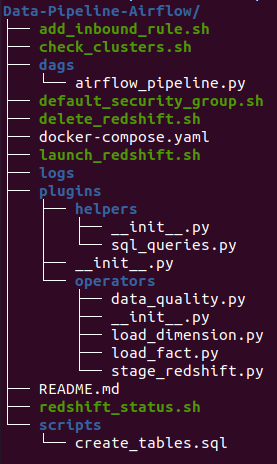 Data-Pipeline-Airflow/
├── add_inbound_rule.sh
├── check_clusters.sh
├── dags
│   └── airflow_pipeline.py
├── default_security_group.sh
├── delete_redshift.sh
├── docker-compose.yaml
├── launch_redshift.sh
├── logs
├── plugins
│   ├── helpers
│   │   ├── __init__.py
│   │   └── sql_queries.py
│   ├── __init__.py
│   └── operators
│       ├── data_quality.py
│       ├── __init__.py
│       ├── load_dimension.py
│       ├── load_fact.py
│       └── stage_redshift.py
├── README.md
├── redshift_status.sh
└── scripts
    └── create_tables.sql